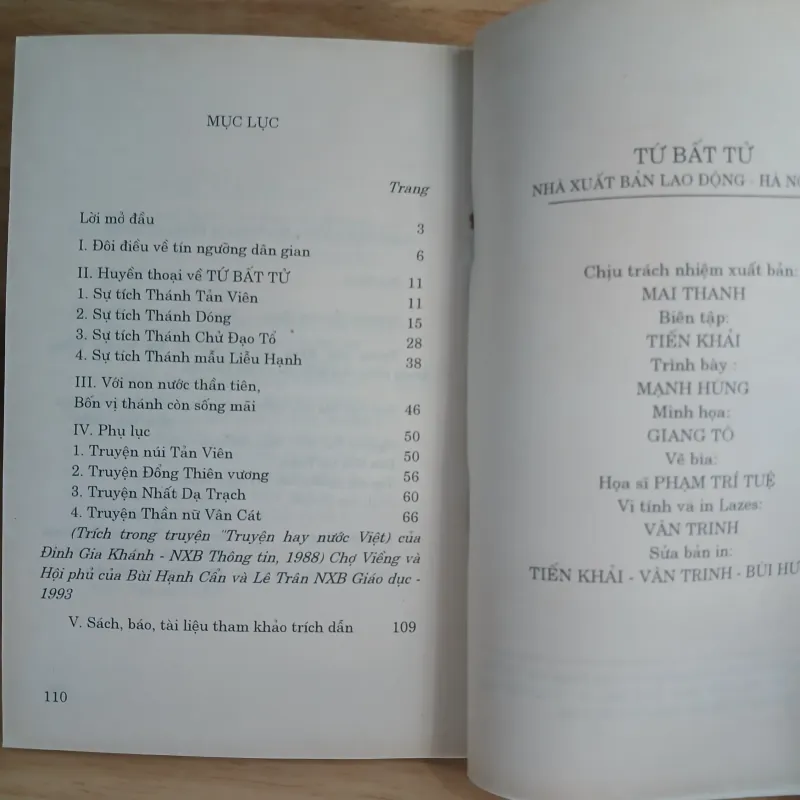 MỤC LỤC
Trang
Lời mở đầu 3
I. Đôi điều về tín ngưỡng dân gian 6
II. Huyền thoại về TỨ BẤT TỬ 11
1. Sự tích Thánh Tản Viên 11
2. Sự tích Thánh Dóng 15
3. Sự tích Thánh Chử Đạo Tổ 28
4. Sự tích Thánh mẫu Liễu Hạnh 38
III. Với non nước thần tiên,
Bốn vị thánh còn sống mãi 46
IV. Phụ lục 50
1. Truyện núi Tản Viên 50
2. Truyện Đổng Thiên vương 56
3. Truyện Nhất Dạ Trạch 60
4. Truyện Thần nữ Vân Cát 66
(Trích trong truyện "Truyện hay nước Việt) của
Đinh Gia Khánh - NXB Thông tin, 1988) Chợ Viềng và
Hội phủ của Bùi Hạnh Cẩn và Lê Trần NXB Giáo dục -
1993
V. Sách, báo, tài liệu tham khảo trích dẫn 109
110
TỨ BẤT TỬ
NHÀ XUẤT BẢN LAO DỘNG - HÀ
Chịu trách nhiệm xuất bản:
MAI THANH
Biên tập:
TIẾN KHẢI
Trình bày :
MẠNH HÙNG
Minh họa:
GIANG TÔ
Vẽ bìa:
Họa sĩ PHẠM TRÍ TUỆ
Vi tính và in Lazes:
VÂN TRINH
Sửa bản in:
TIẾN KHẢI - VÂN TRINH - BÙI